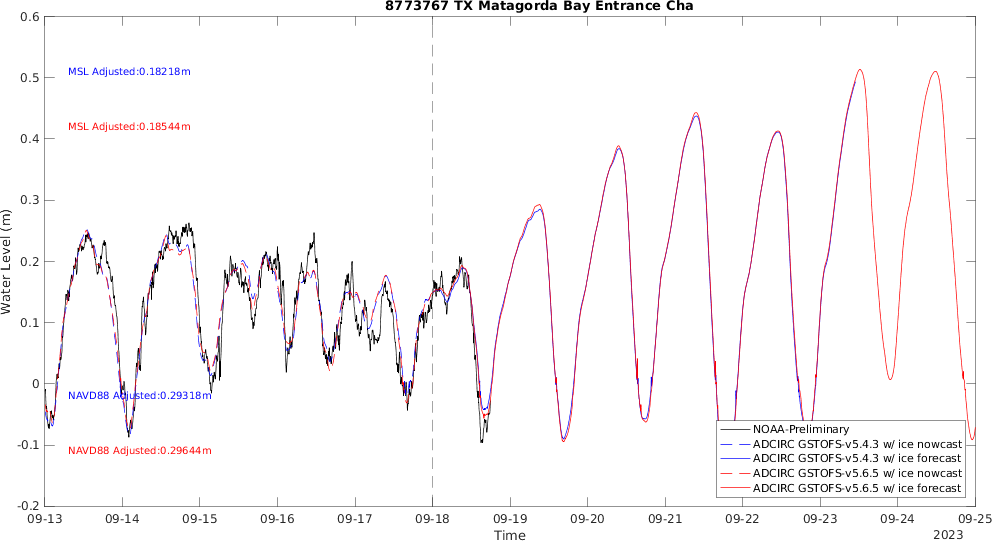 8773767 TX Matagorda Bay Entrance Cha
0.6
0.5
0.4
0.3
0.2
0.1
0
-0.1
-0.2
Water Level (m)
MSL Adjusted:0.18218m
MSL Adjusted:0.18544m
NAVD88 Adjusted:0.29318m
NAVD88 Adjusted:0.29644m
NOAA-Preliminary
ADCIRC GSTOFS-v5.4.3 w/ ice nowcast
ADCIRC GSTOFS-v5.4.3 w/ ice forecast
ADCIRC GSTOFS-v5.6.5 w/ ice nowcast
ADCIRC GSTOFS-v5.6.5 w/ ice forecast
09-13 09-14 09-15 09-16 09-17 09-18 09-19 09-20 09-21 09-22 09-23 09-24 09-25
Time
2023